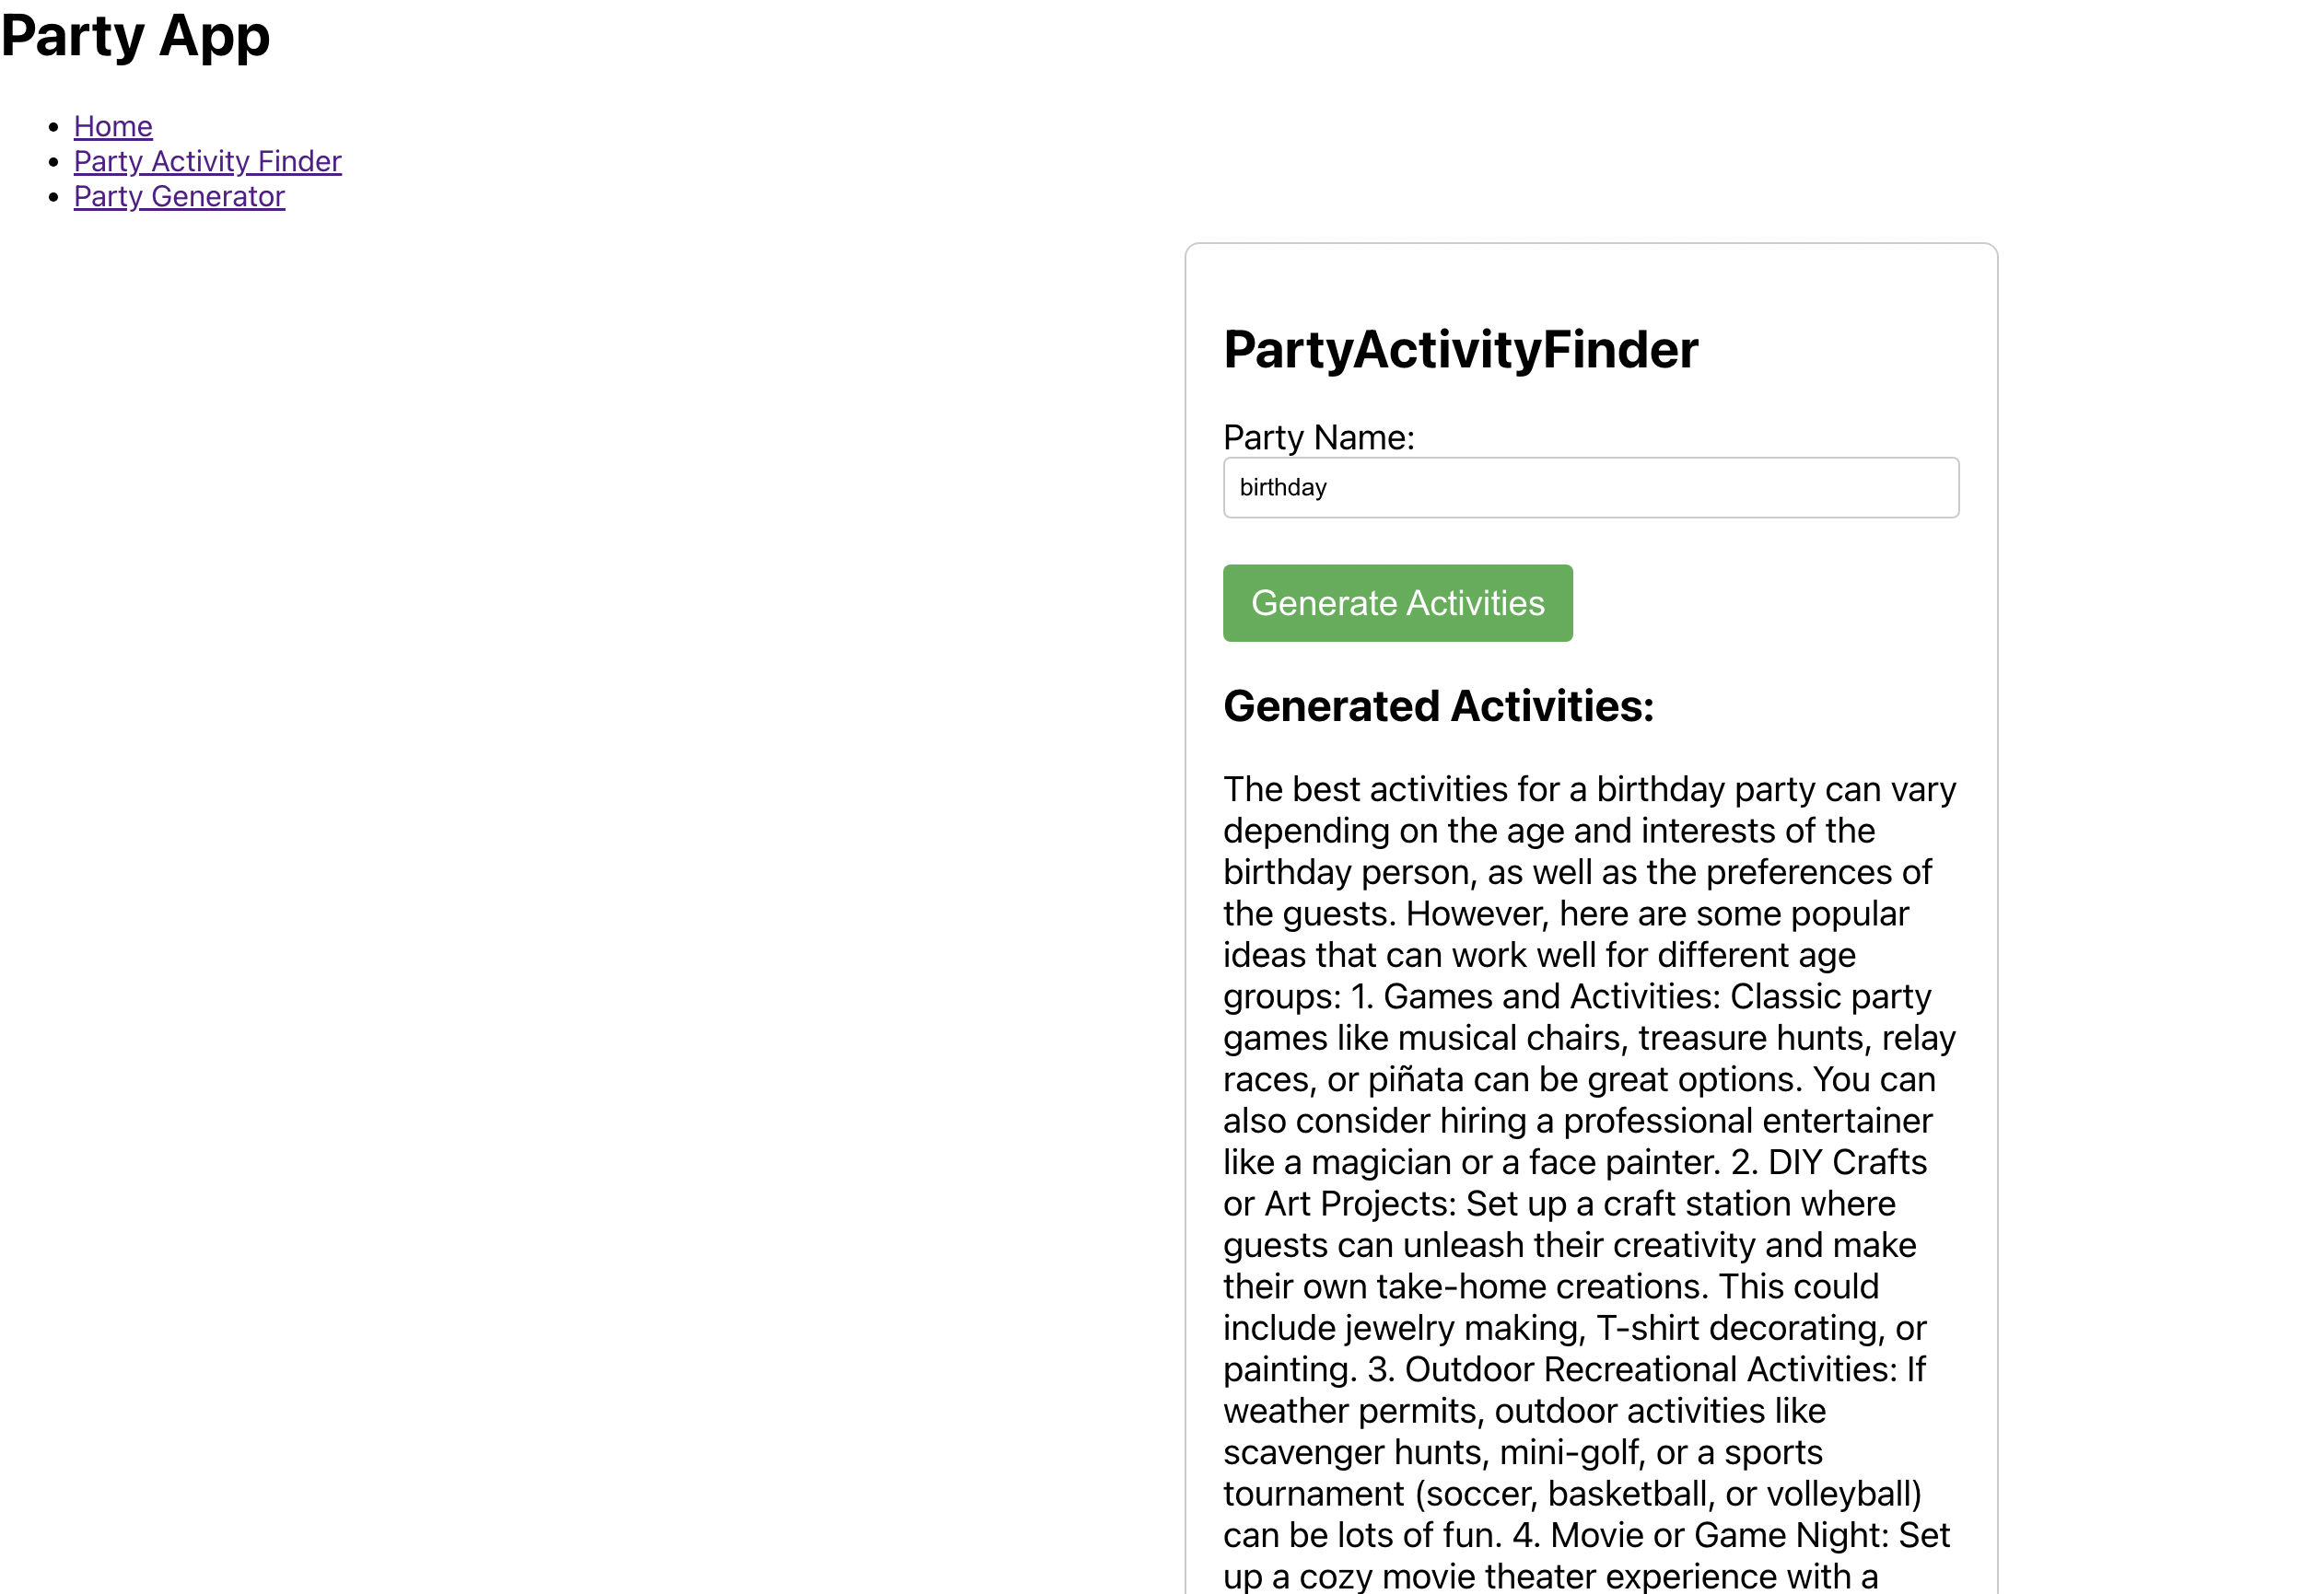 Party App
Home
Party Activity Finder
Party Generator
PartyActivityFinder
Party Name:
birthday
Generate Activities
Generated Activities:
The best activities for a birthday party can vary
depending on the age and interests of the
birthday person, as well as the preferences of
the guests. However, here are some popular
ideas that can work well for different age
groups: 1. Games and Activities: Classic party
games like musical chairs, treasure hunts, relay
races, or piñata can be great options. You can
also consider hiring a professional entertainer
like a magician or a face painter. 2. DIY Crafts
or Art Projects: Set up a craft station where
guests can unleash their creativity and make
their own take-home creations. This could
include jewelry making, T-shirt decorating, or
painting. 3. Outdoor Recreational Activities: If
weather permits, outdoor activities like
scavenger hunts, mini-golf, or a sports
tournament (soccer, basketball, or volleyball)
can be lots of fun. 4. Movie or Game Night: Set
up a cozy movie theater experience with a